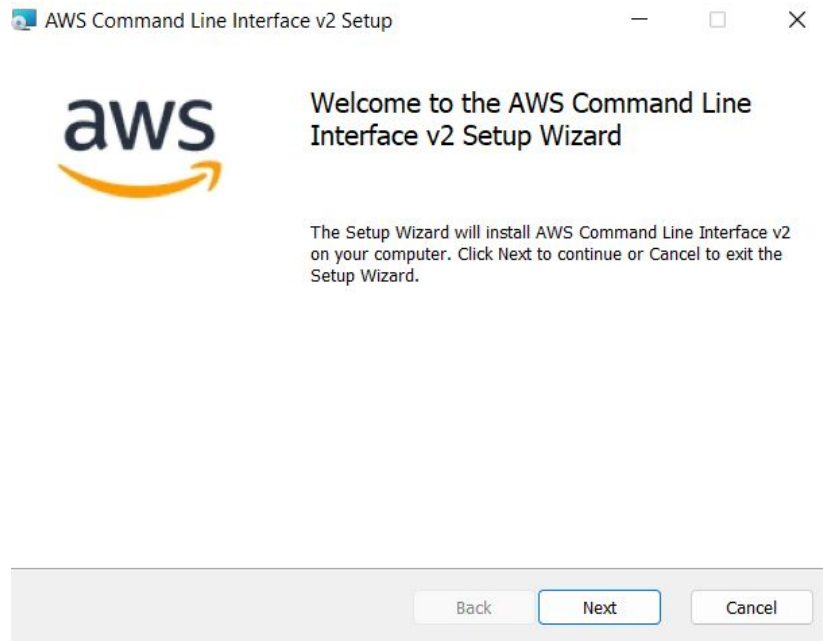 AWS Command Line Interface v2 Setup
aws
Welcome to the AWS Command Line
Interface v2 Setup Wizard
The Setup Wizard will install AWS Command Line Interface v2
on your computer. Click Next to continue or Cancel to exit the
Setup Wizard.
Back Next Cancel